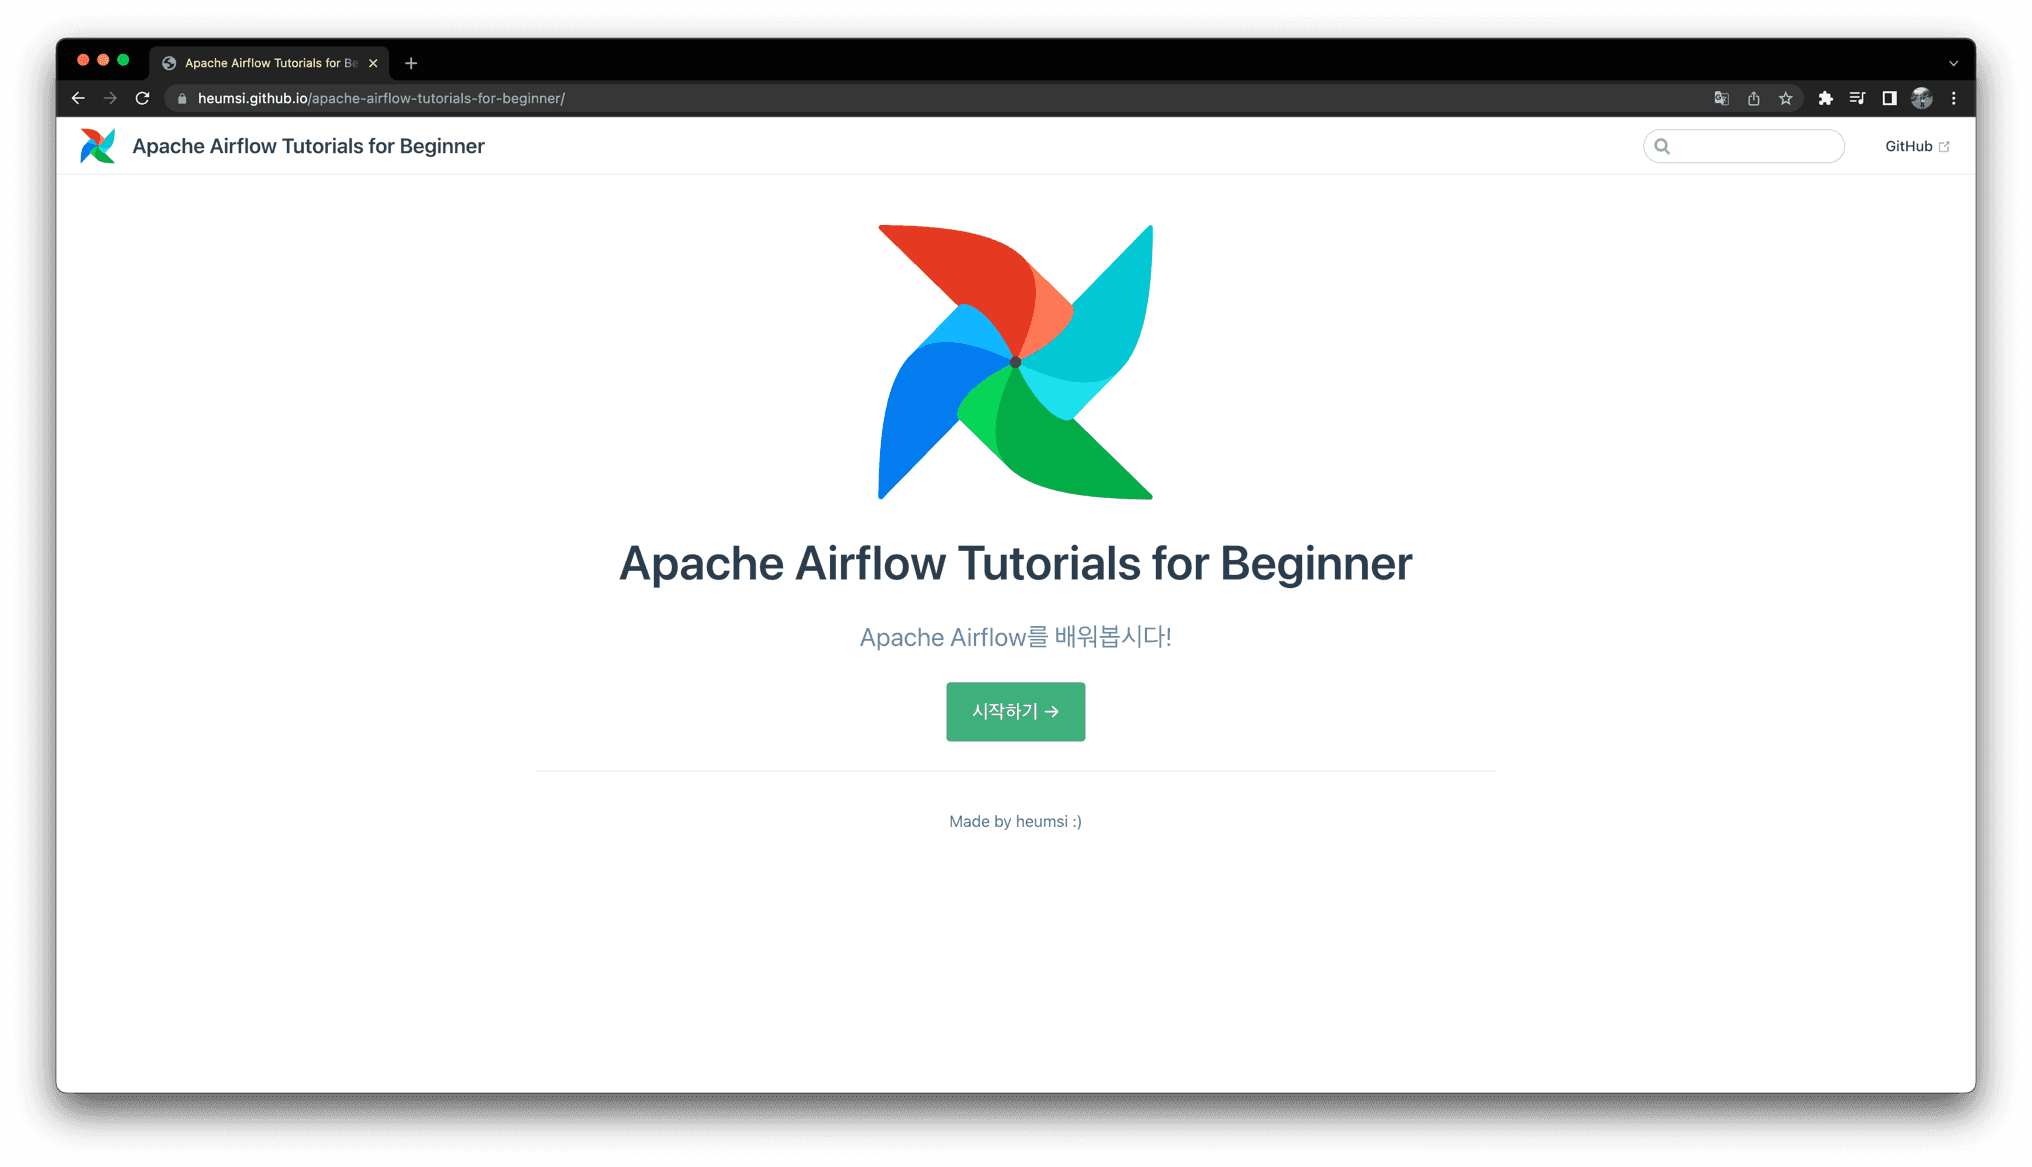 Apache Airflow Tutorials for Be
heumsi.github.io/apache-airflow-tutorials-for-beginner/
Apache Airflow Tutorials for Beginner
GitHub
Apache Airflow Tutorials for Beginner
Apache Airflow를 배워봅시다!
시작하기 →
Made by heumsi :)